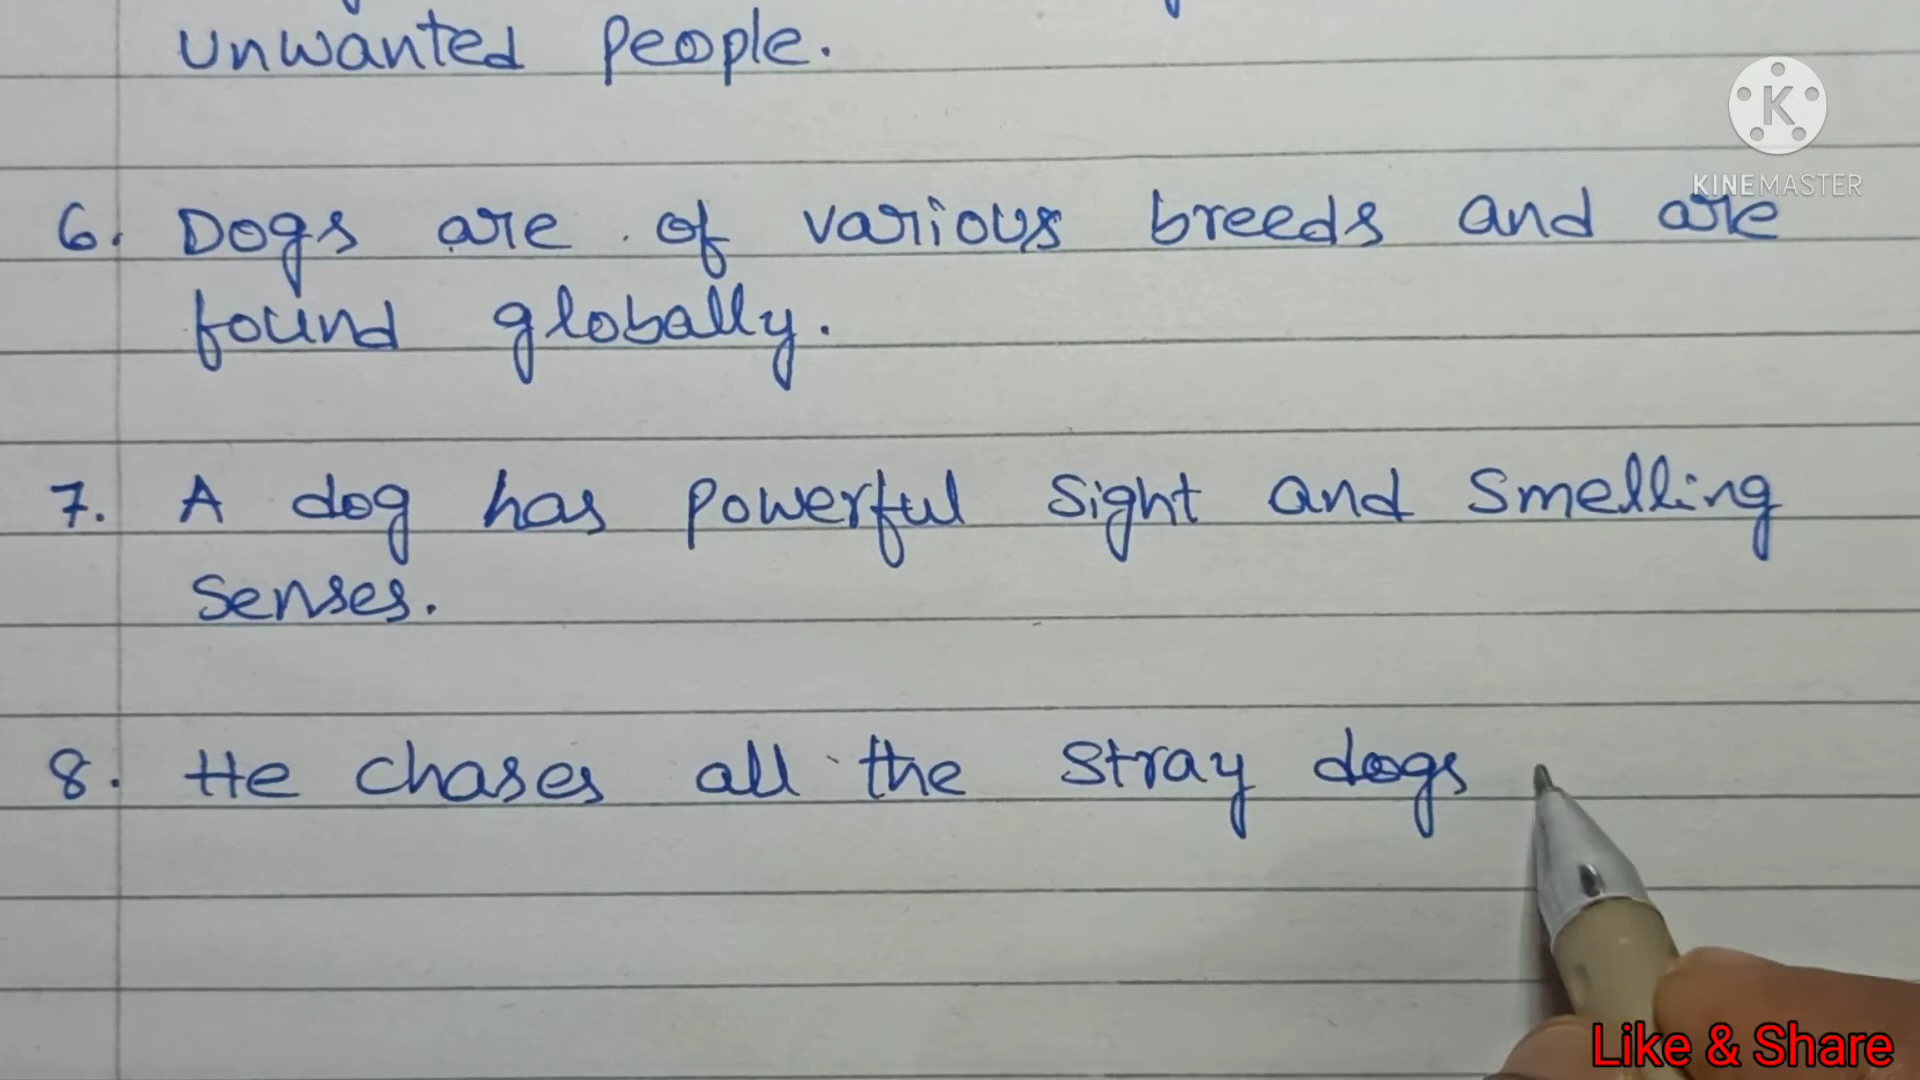 unwanted people.
KINEMASTER
6. Dogs are of various breeds and are
found globally.
7. A dog has powerful sight and smelling
senses.
8. He chases all the stray dogs
Like & Share